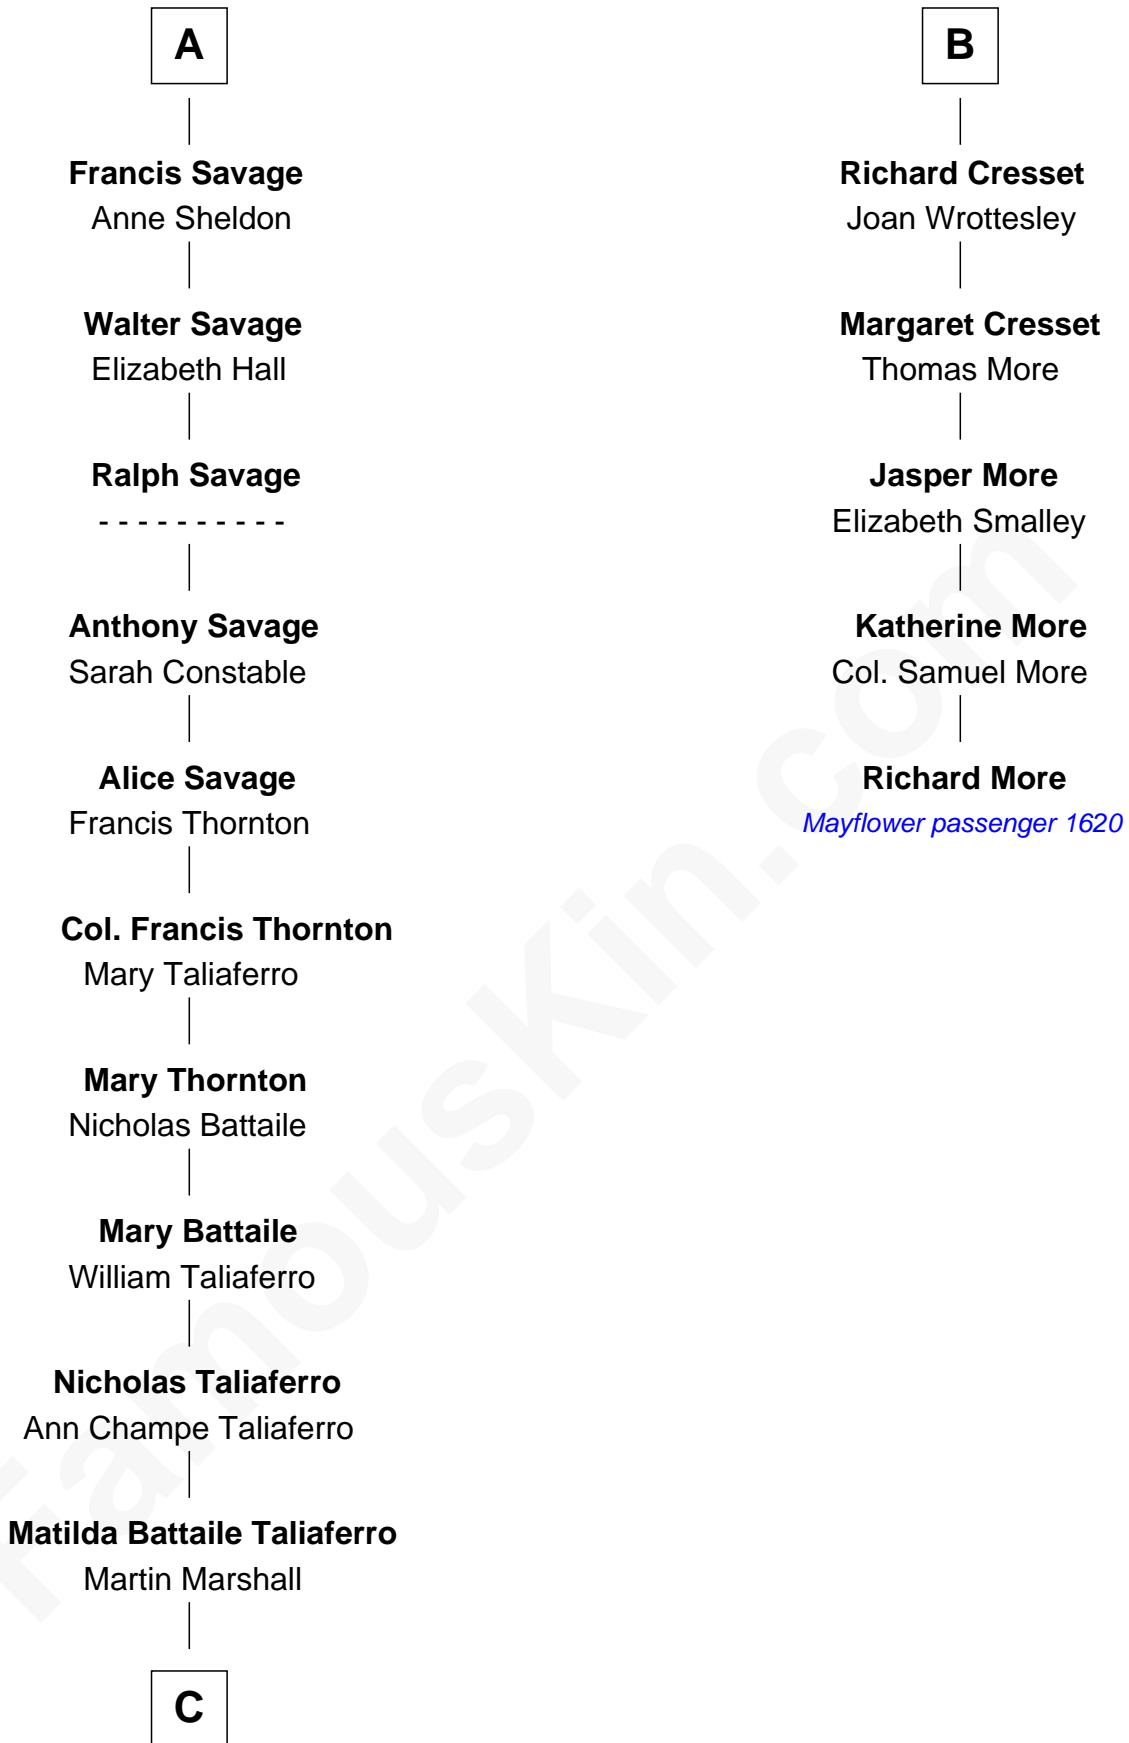 A
Francis Savage
Anne Sheldon
Walter Savage
Elizabeth Hall
Ralph Savage
- - - - - - - - - -
Anthony Savage
Sarah Constable
Alice Savage
Francis Thornton
Col. Francis Thornton
Mary Taliaferro
Mary Thornton
Nicholas Battaile
Mary Battaile
William Taliaferro
Nicholas Taliaferro
Ann Champe Taliaferro
Matilda Battaile Taliaferro
Martin Marshall
C
B
Richard Cresset
Joan Wrottesley
Margaret Cresset
Thomas More
Jasper More
Elizabeth Smalley
Katherine More
Col. Samuel More
Richard More
Mayflower passenger 1620
FamousKin.com